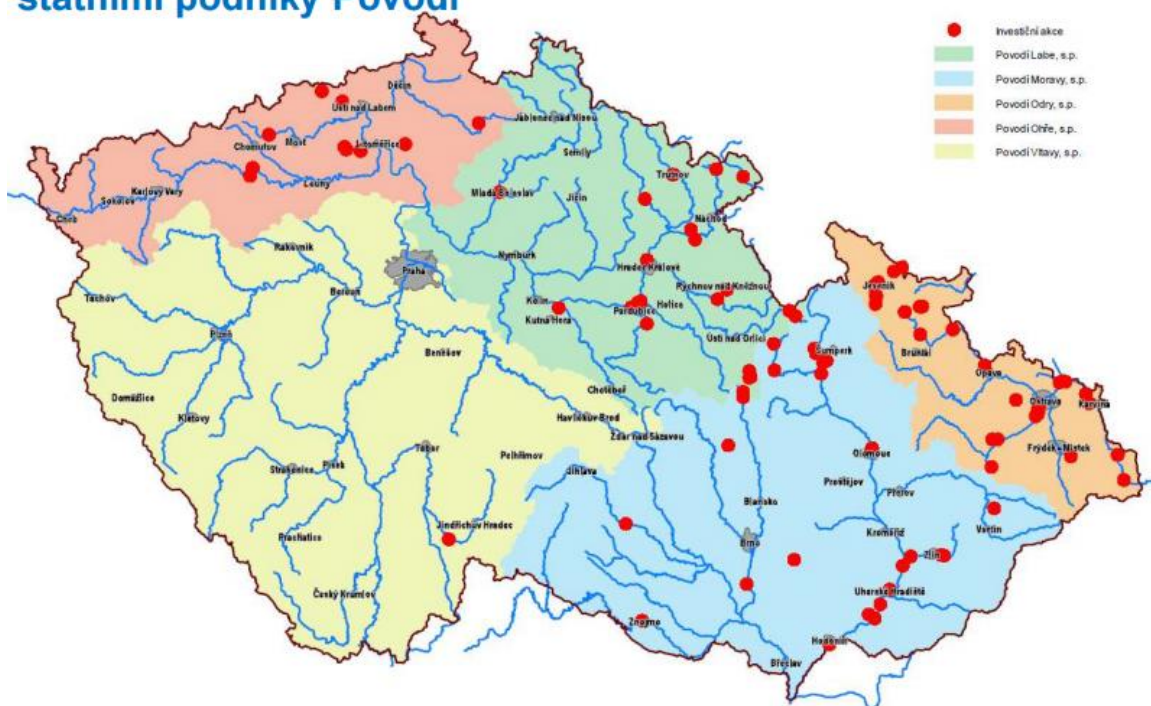 státními podniky Povodí
Investiční akce
Povodí Labe, s.p.
Povodí Moravy, s.p.
Povodí Odry, s.p.
Povodí Ohře, s.p.
Povodí Vltavy, s.p.
Děčín
Ústí nad Labem
Jablonec nad Nisou
Most
Chomutov
Litoměřice
Semily
Trutnov
Louny
Karlovy Vary
Sokolov
Cheb
Mladá Boleslav
Jičín
Náchod
Rakovník
Nymburk
Hradec Králové
Praha
Rychnov nad Kněžnou
Jeseník
Tachov
Beroun
Kolín
Pardubice
Holice
Kutná Hora
Plzeň
Ústí nad Orlicí
Šumperk
Bruntál
Benešov
Opava
Domažlice
Chotěboř
Ostrava
Karviná
Klatovy
Havlíčkův Brod
Žďár nad Sázavou
Tábor
Frýdek-Místek
Pelhřimov
Olomouc
Strakonice
Písek
Jihlava
Prostějov
Přerov
Blansko
Jindřichův Hradec
Vsetín
Prachatice
Kroměříž
Brno
Zlín
Český Krumlov
Uherské Hradiště
Znojmo
Hodonín
Břeclav